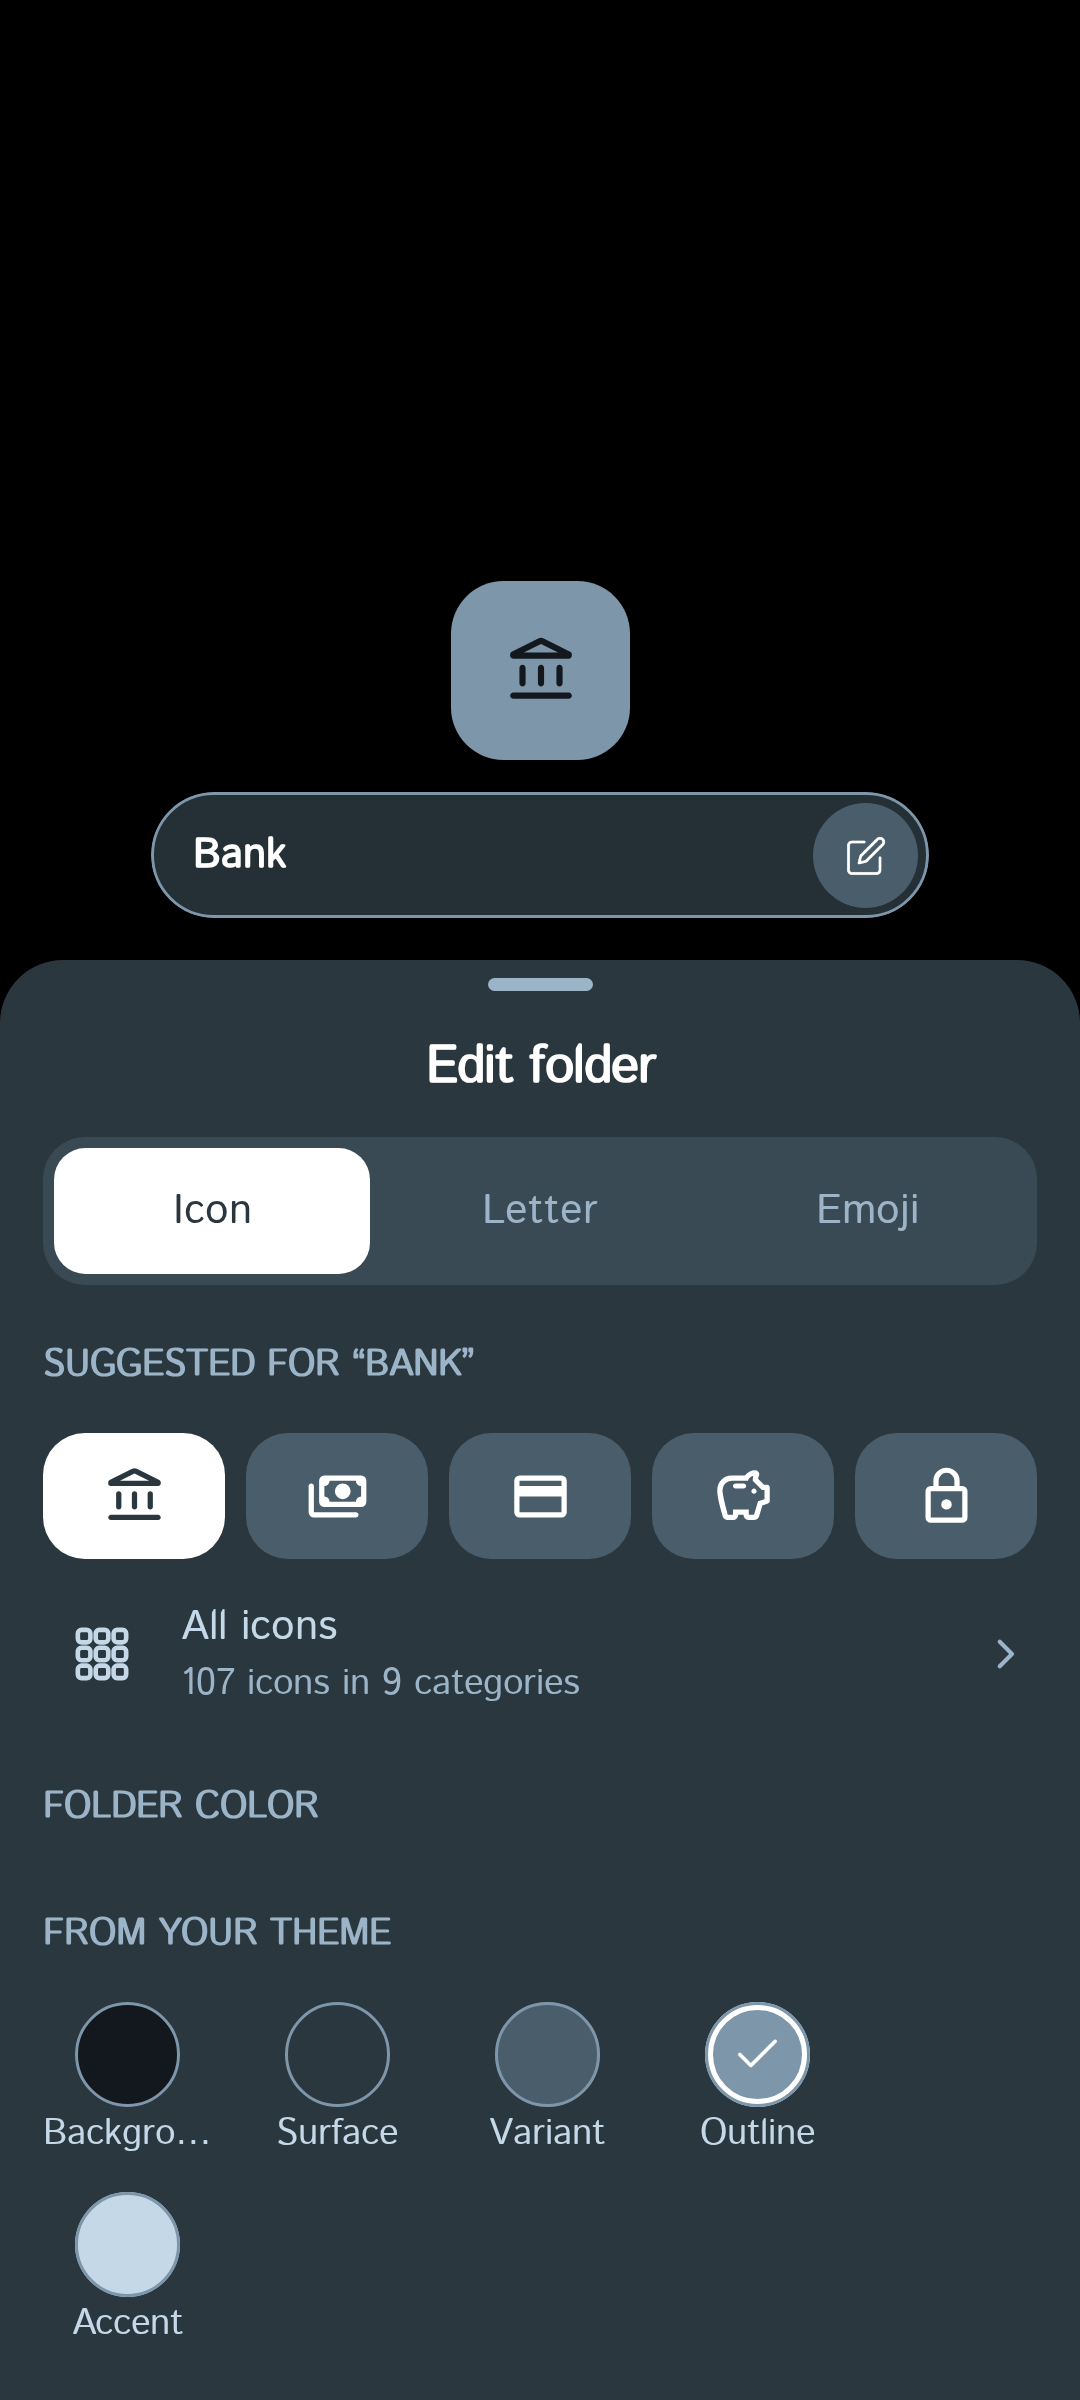 Bank
Edit folder
Icon
Letter
Emoji
SUGGESTED FOR “BANK”
All icons
107 icons in 9 categories
FOLDER COLOR
FROM YOUR THEME
Backgro...
Surface
Variant
Outline
Accent